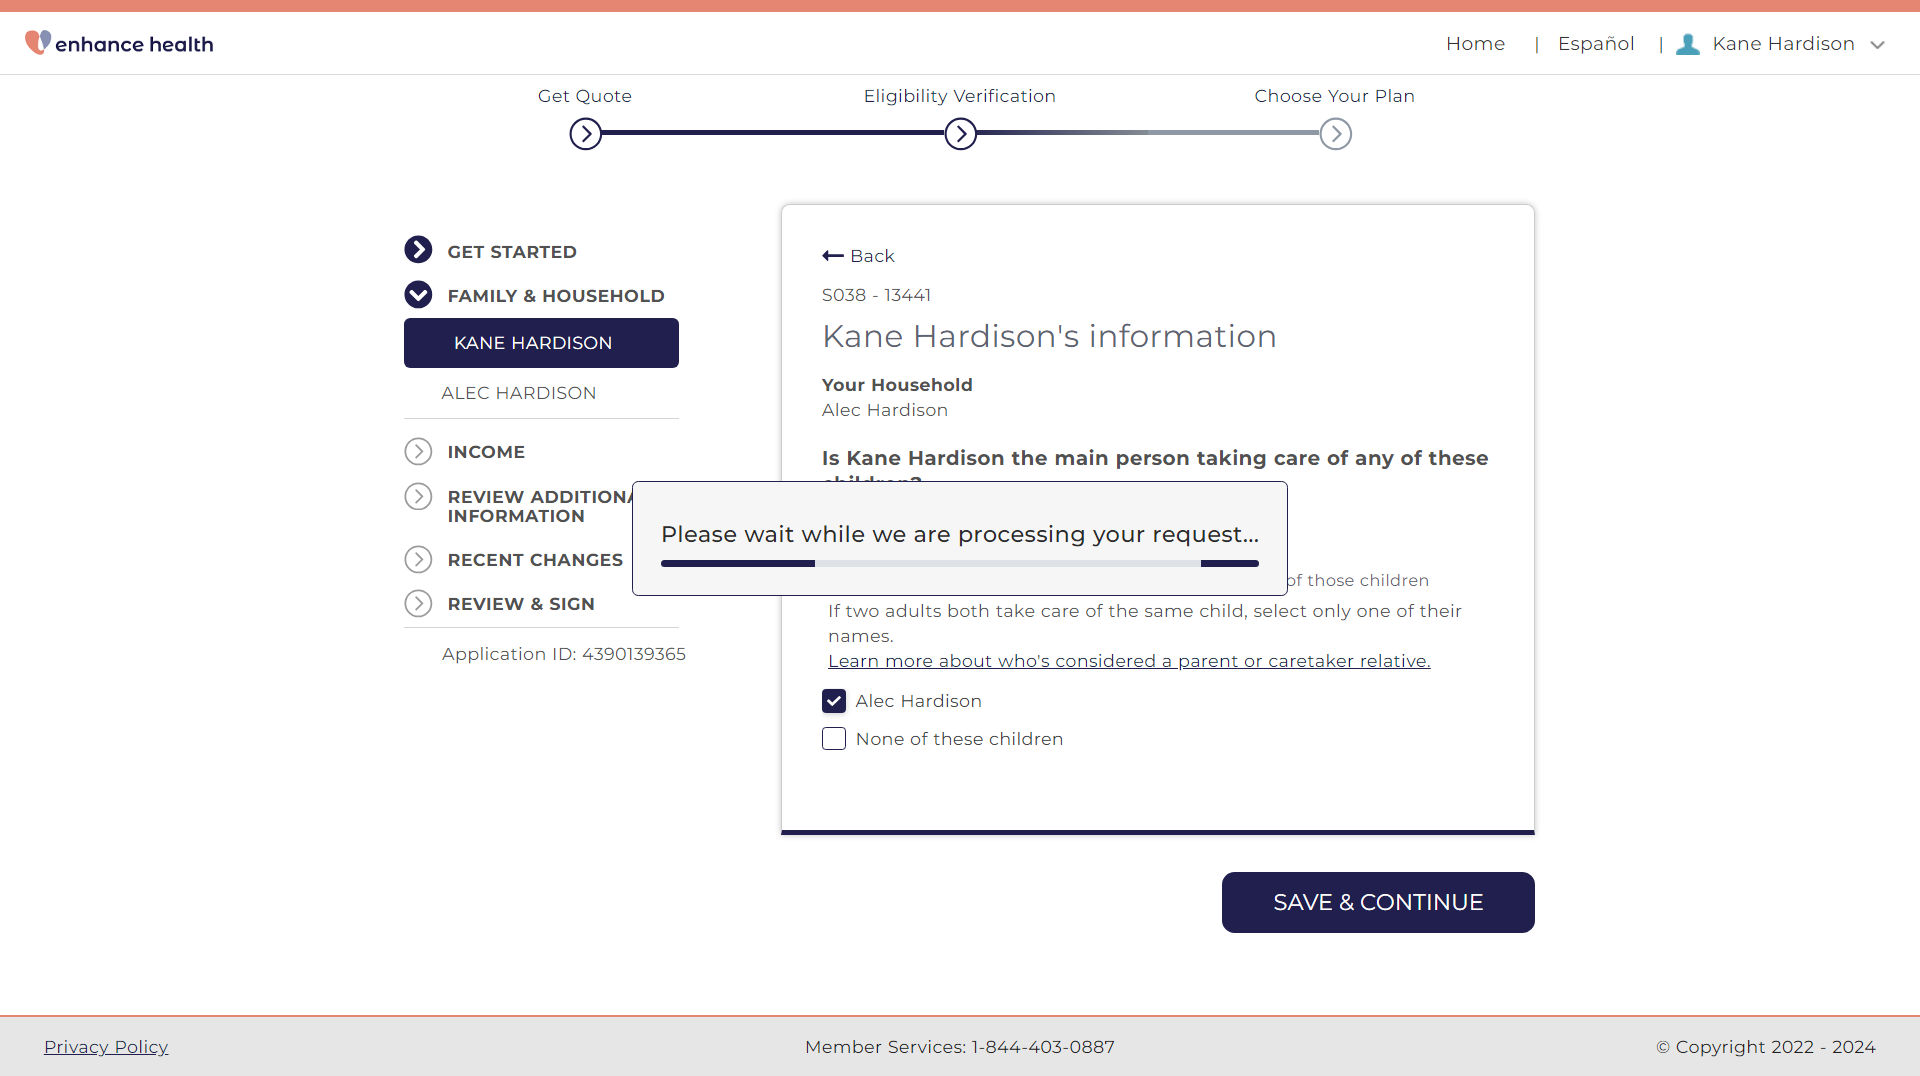 enhance health
Home | Español | Kane Hardison
Get Quote
Eligibility Verification
Choose Your Plan
GET STARTED
FAMILY & HOUSEHOLD
KANE HARDISON
ALEC HARDISON
INCOME
REVIEW ADDITIONA
INFORMATION
RECENT CHANGES
REVIEW & SIGN
Application ID: 4390139365
Back
S038 - 13441
Kane Hardison's information
Your Household
Alec Hardison
Is Kane Hardison the main person taking care of any of these
Please wait while we are processing your request...
of those children
If two adults both take care of the same child, select only one of their
names.
Learn more about who's considered a parent or caretaker relative.
Alec Hardison
None of these children
SAVE & CONTINUE
Privacy Policy
Member Services: 1-844-403-0887
© Copyright 2022 - 2024